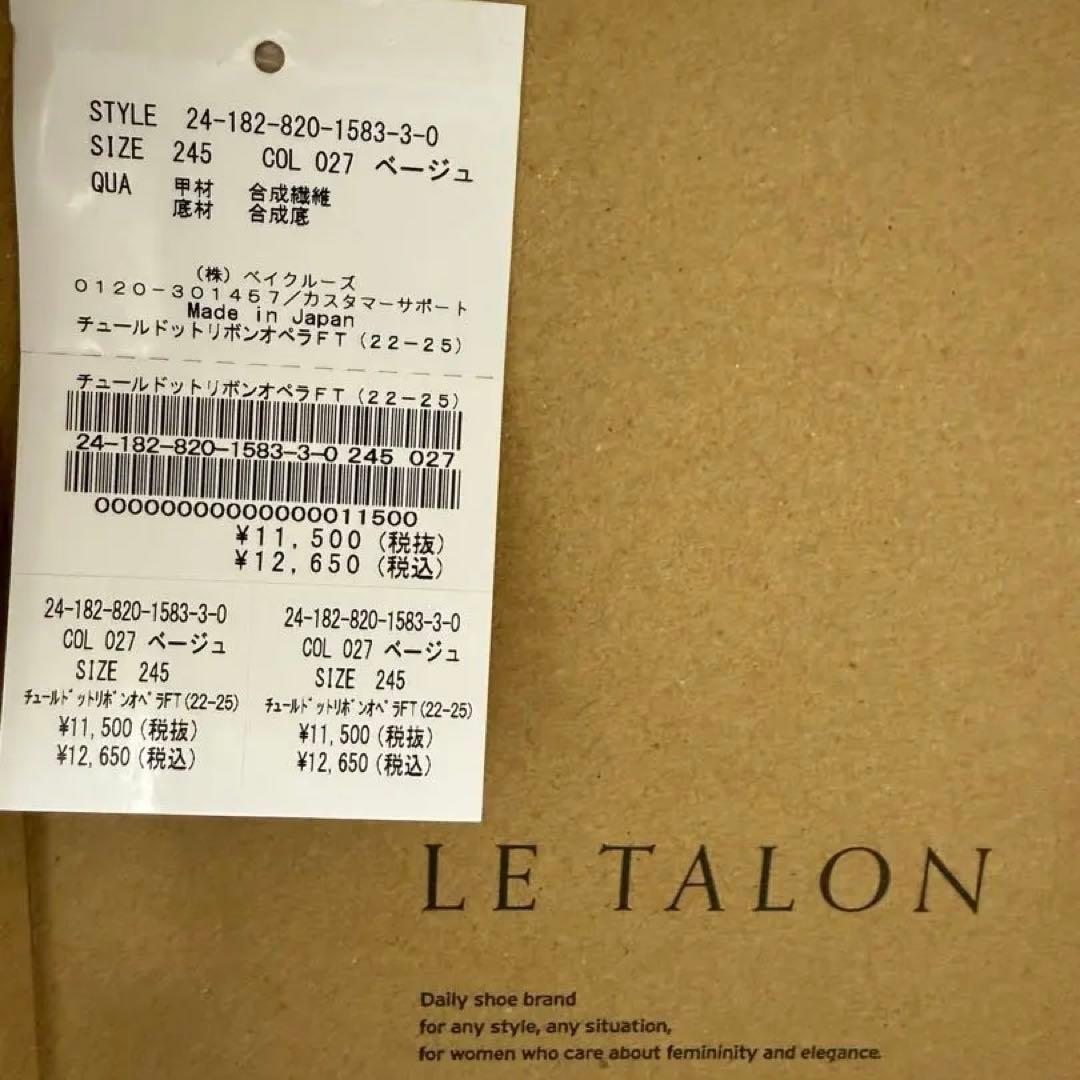 STYLE 24-182-820-1583-3-0
SIZE 245 COL 027 ベージュ
QUA 甲材 合成繊維
底材 合成底
(株) ベイクルーズ
0120-301457/カスタマーサポート
Made in Japan
チュールドットリボンオペラFT (22-25)
チュールドットリボンオペラFT (22-25)
24-182-820-1583-3-0 245 027
¥11,500 (税抜)
¥12,650 (税込)
24-182-820-1583-3-0
COL 027 ベージュ
SIZE 245
チュールドットリボンオペラFT(22-25)
¥11,500 (税抜)
¥12,650 (税込)
24-182-820-1583-3-0
COL 027 ベージュ
SIZE 245
チュールドットリボンオペラFT(22-25)
¥11,500 (税抜)
¥12,650 (税込)
LE TALON
Daily shoe brand
for any style, any situation,
for women who care about femininity and elegance.